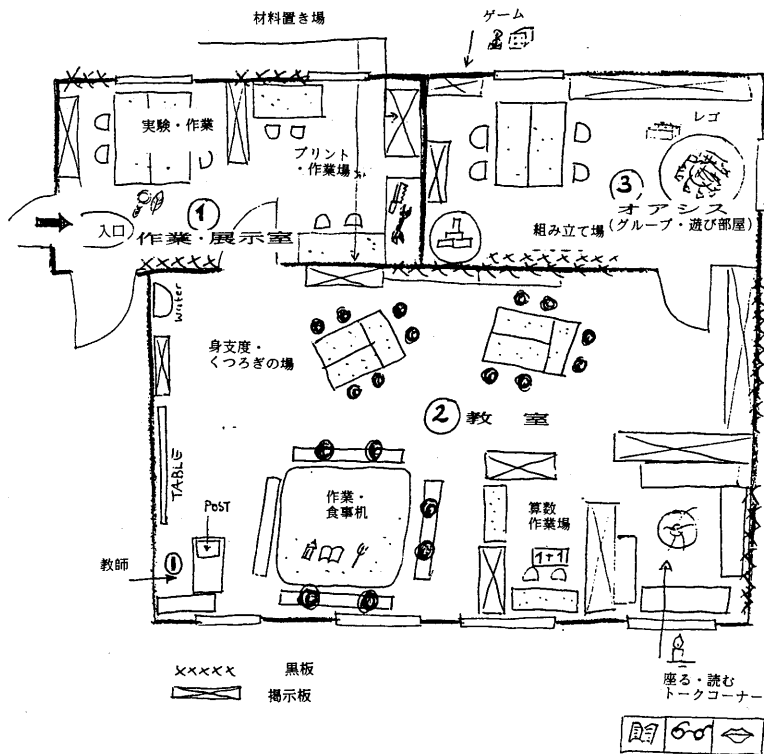 材料置き場
ゲーム
実験・作業
プリント
・作業場
レゴ
1
入口
作業・展示室
3
オアシス
組み立て場
(グループ・遊び部屋)
Water
身支度・
くつろぎの場
2
教室
TABLE
POST
作業・
食事机
算数
作業場
1+1
教師
×××××
黒板
掲示板
座る・読む
トークコーナー